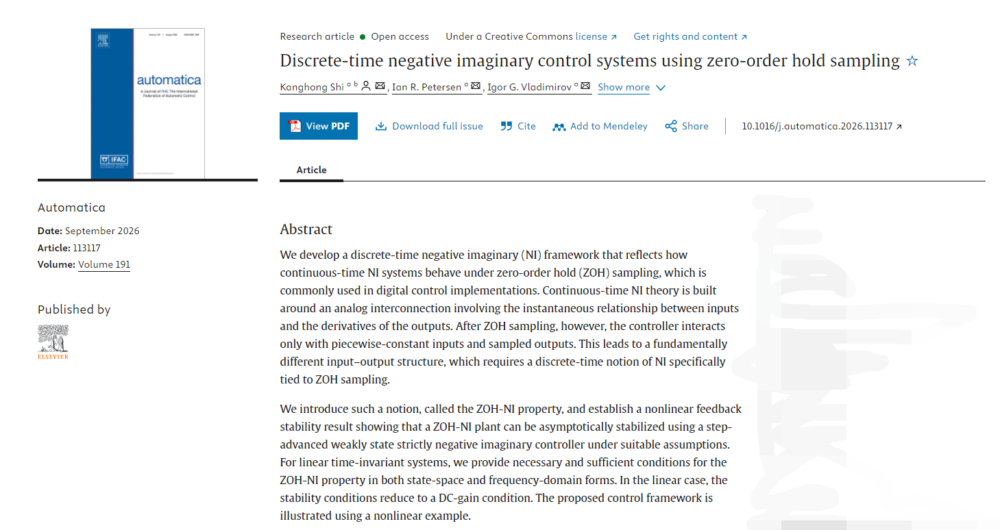 Research article Open access Under a Creative Commons license ↗ Get rights and content ↗
Discrete-time negative imaginary control systems using zero-order hold sampling
Kanghong Shi a b, Ian R. Petersen a, Igor G. Vladimirov a Show more
View PDF Download full issue Cite Add to Mendeley Share 10.1016/j.automatica.2026.113117 ↗
automatica
A Journal of IFAC The International
Federation of Automatic Control
IFAC
Article
Automatica
Date: September 2026
Article: 113117
Volume: Volume 191
Published by
ELSEVIER
Abstract
We develop a discrete-time negative imaginary (NI) framework that reflects how
continuous-time NI systems behave under zero-order hold (ZOH) sampling, which is
commonly used in digital control implementations. Continuous-time NI theory is built
around an analog interconnection involving the instantaneous relationship between inputs
and the derivatives of the outputs. After ZOH sampling, however, the controller interacts
only with piecewise-constant inputs and sampled outputs. This leads to a fundamentally
different input–output structure, which requires a discrete-time notion of NI specifically
tied to ZOH sampling.
We introduce such a notion, called the ZOH-NI property, and establish a nonlinear feedback
stability result showing that a ZOH-NI plant can be asymptotically stabilized using a step-
advanced weakly state strictly negative imaginary controller under suitable assumptions.
For linear time-invariant systems, we provide necessary and sufficient conditions for the
ZOH-NI property in both state-space and frequency-domain forms. In the linear case, the
stability conditions reduce to a DC-gain condition. The proposed control framework is
illustrated using a nonlinear example.